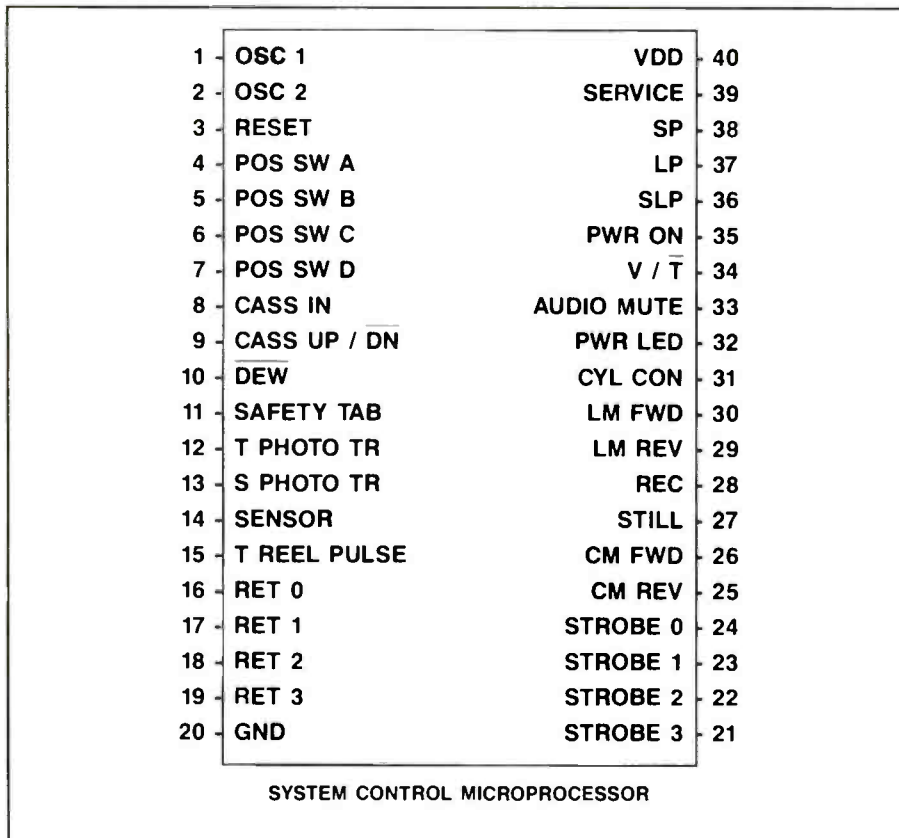 1 OSC 1 VDD 40
2 OSC 2 SERVICE 39
3 RESET SP 38
4 POS SW A LP 37
5 POS SW B SLP 36
6 POS SW C PWR ON 35
7 POS SW D V / T̅ 34
8 CASS IN AUDIO MUTE 33
9 CASS UP / D̅N̅ PWR LED 32
10 D̅E̅W̅ CYL CON 31
11 SAFETY TAB LM FWD 30
12 T PHOTO TR LM REV 29
13 S PHOTO TR REC 28
14 SENSOR STILL 27
15 T REEL PULSE CM FWD 26
16 RET 0 CM REV 25
17 RET 1 STROBE 0 24
18 RET 2 STROBE 1 23
19 RET 3 STROBE 2 22
20 GND STROBE 3 21
SYSTEM CONTROL MICROPROCESSOR